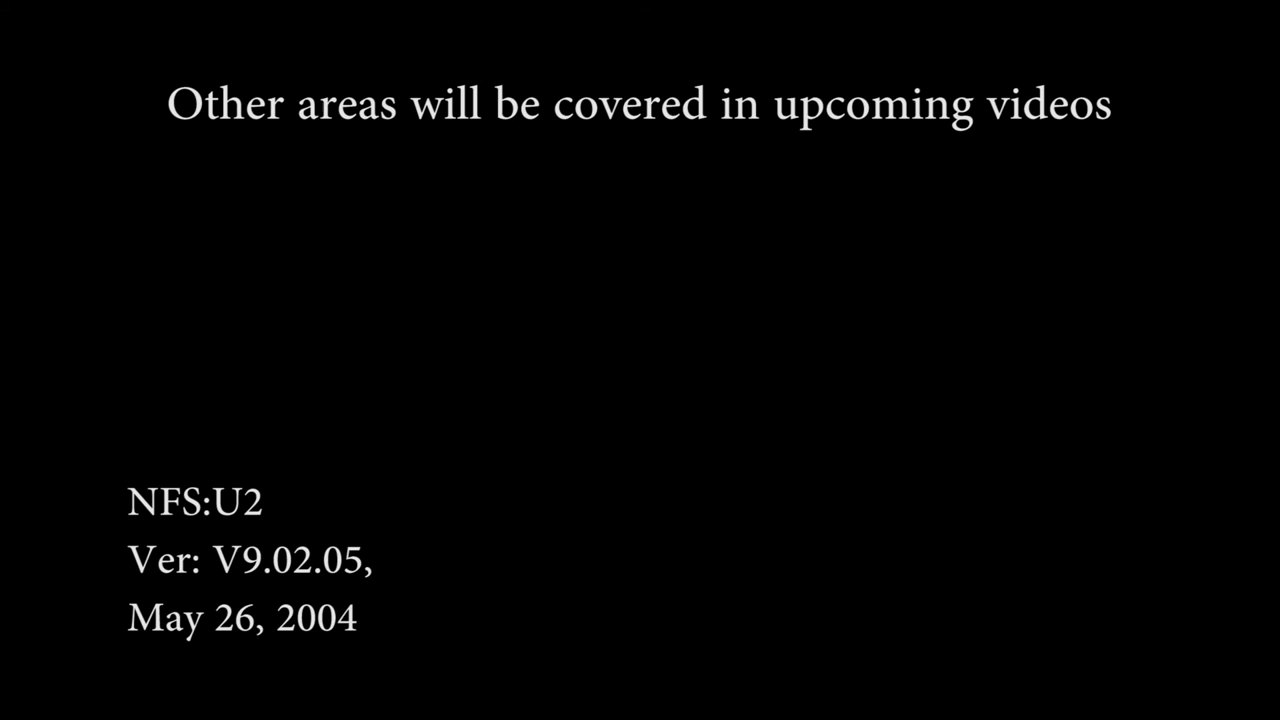 Other areas will be covered in upcoming videos
NFS:U2
Ver: V9.02.05,
May 26, 2004